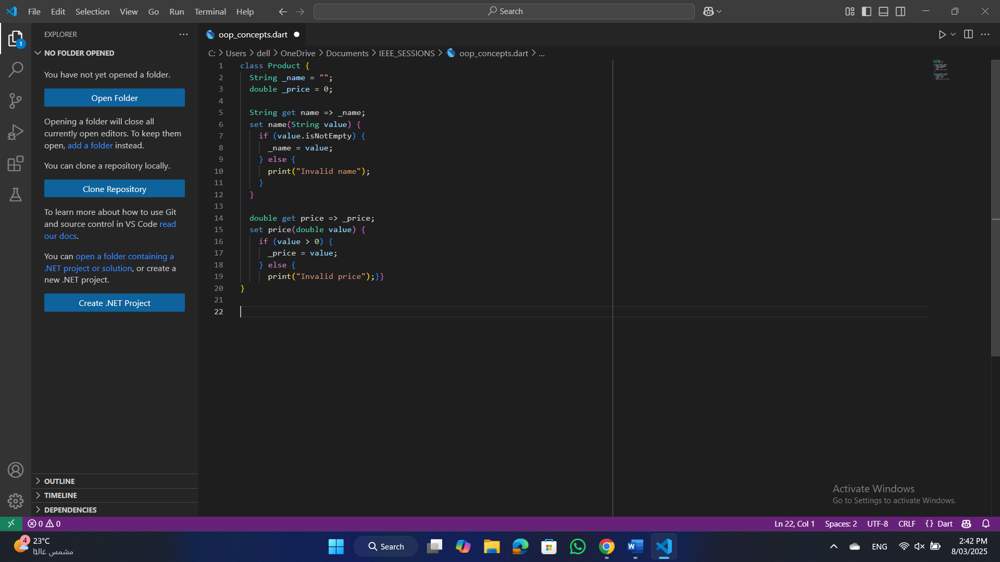 File Edit Selection View Go Run Terminal Help
Search
EXPLORER
NO FOLDER OPENED
You have not yet opened a folder.
Open Folder
Opening a folder will close all
currently open editors. To keep them
open, add a folder instead.
You can clone a repository locally.
Clone Repository
To learn more about how to use Git
and source control in VS Code read
our docs.
You can open a folder containing a
.NET project or solution, or create a
new .NET project.
Create .NET Project
OUTLINE
TIMELINE
DEPENDENCIES
1
oop_concepts.dart
C: > Users > dell > OneDrive > Documents > IEEE_SESSIONS > oop_concepts.dart > ...
1 class Product {
2 String _name = "";
3 double _price = 0;
4
5 String get name => _name;
6 set name(String value) {
7 if (value.isNotEmpty) {
8 _name = value;
9 } else {
10 print("Invalid name");
11 }
12 }
13
14 double get price => _price;
15 set price(double value) {
16 if (value > 0) {
17 _price = value;
18 } else {
19 print("Invalid price");}}
20 }
21
22
Activate Windows
Go to Settings to activate Windows.
0 0
Ln 22, Col 1 Spaces: 2 UTF-8 CRLF {} Dart
4
23°C
مشمس غالبًا
Search
ENG
2:42 PM
8/03/2025